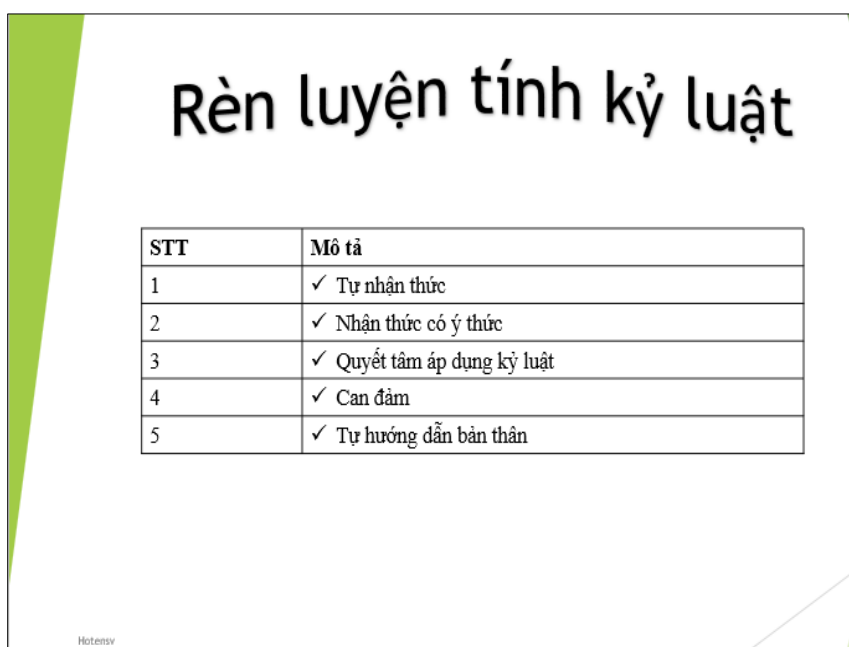 Rèn luyện tính kỷ luật
STT Mô tả
1 ✓ Tự nhận thức
2 ✓ Nhận thức có ý thức
3 ✓ Quyết tâm áp dụng kỷ luật
4 ✓ Can đảm
5 ✓ Tự hướng dẫn bản thân
Hotensv